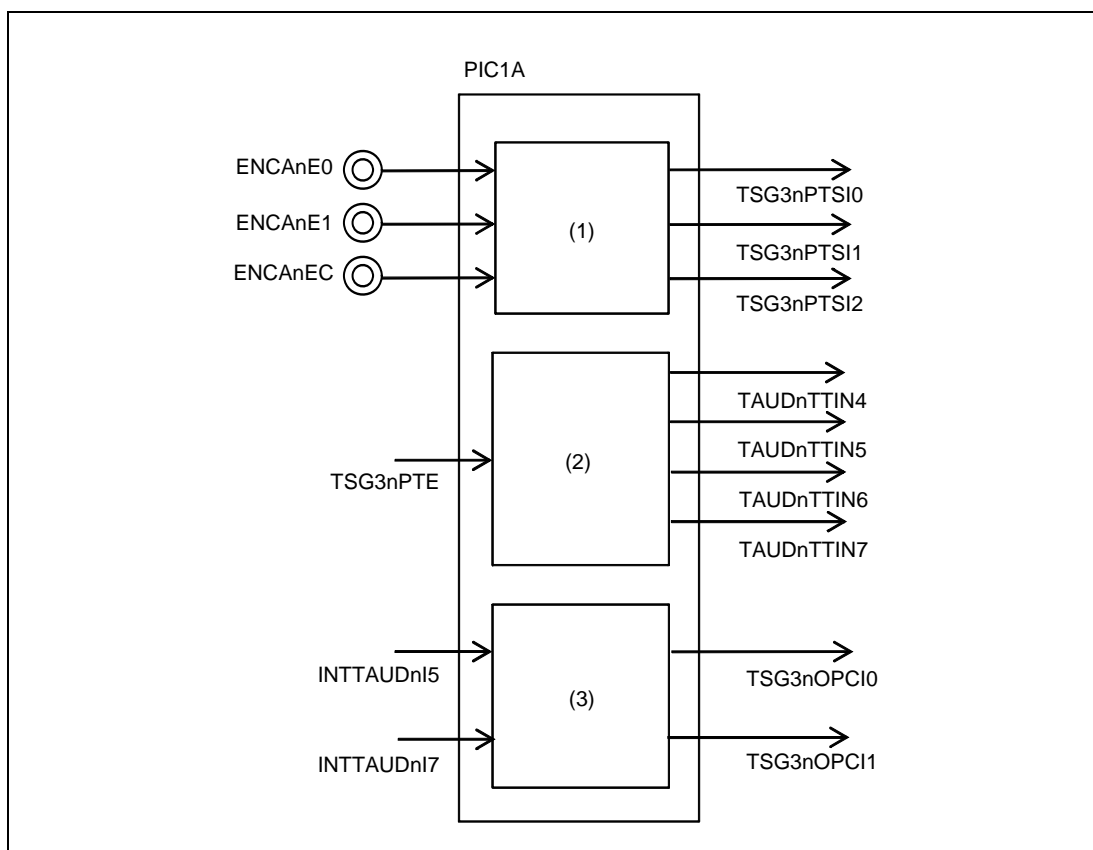 PIC1A
ENCAnE0
ENCAnE1
ENCAnEC
(1)
TSG3nPTSI0
TSG3nPTSI1
TSG3nPTSI2
TSG3nPTE
(2)
TAUDnTTIN4
TAUDnTTIN5
TAUDnTTIN6
TAUDnTTIN7
INTTAUDnI5
INTTAUDnI7
(3)
TSG3nOPCI0
TSG3nOPCI1